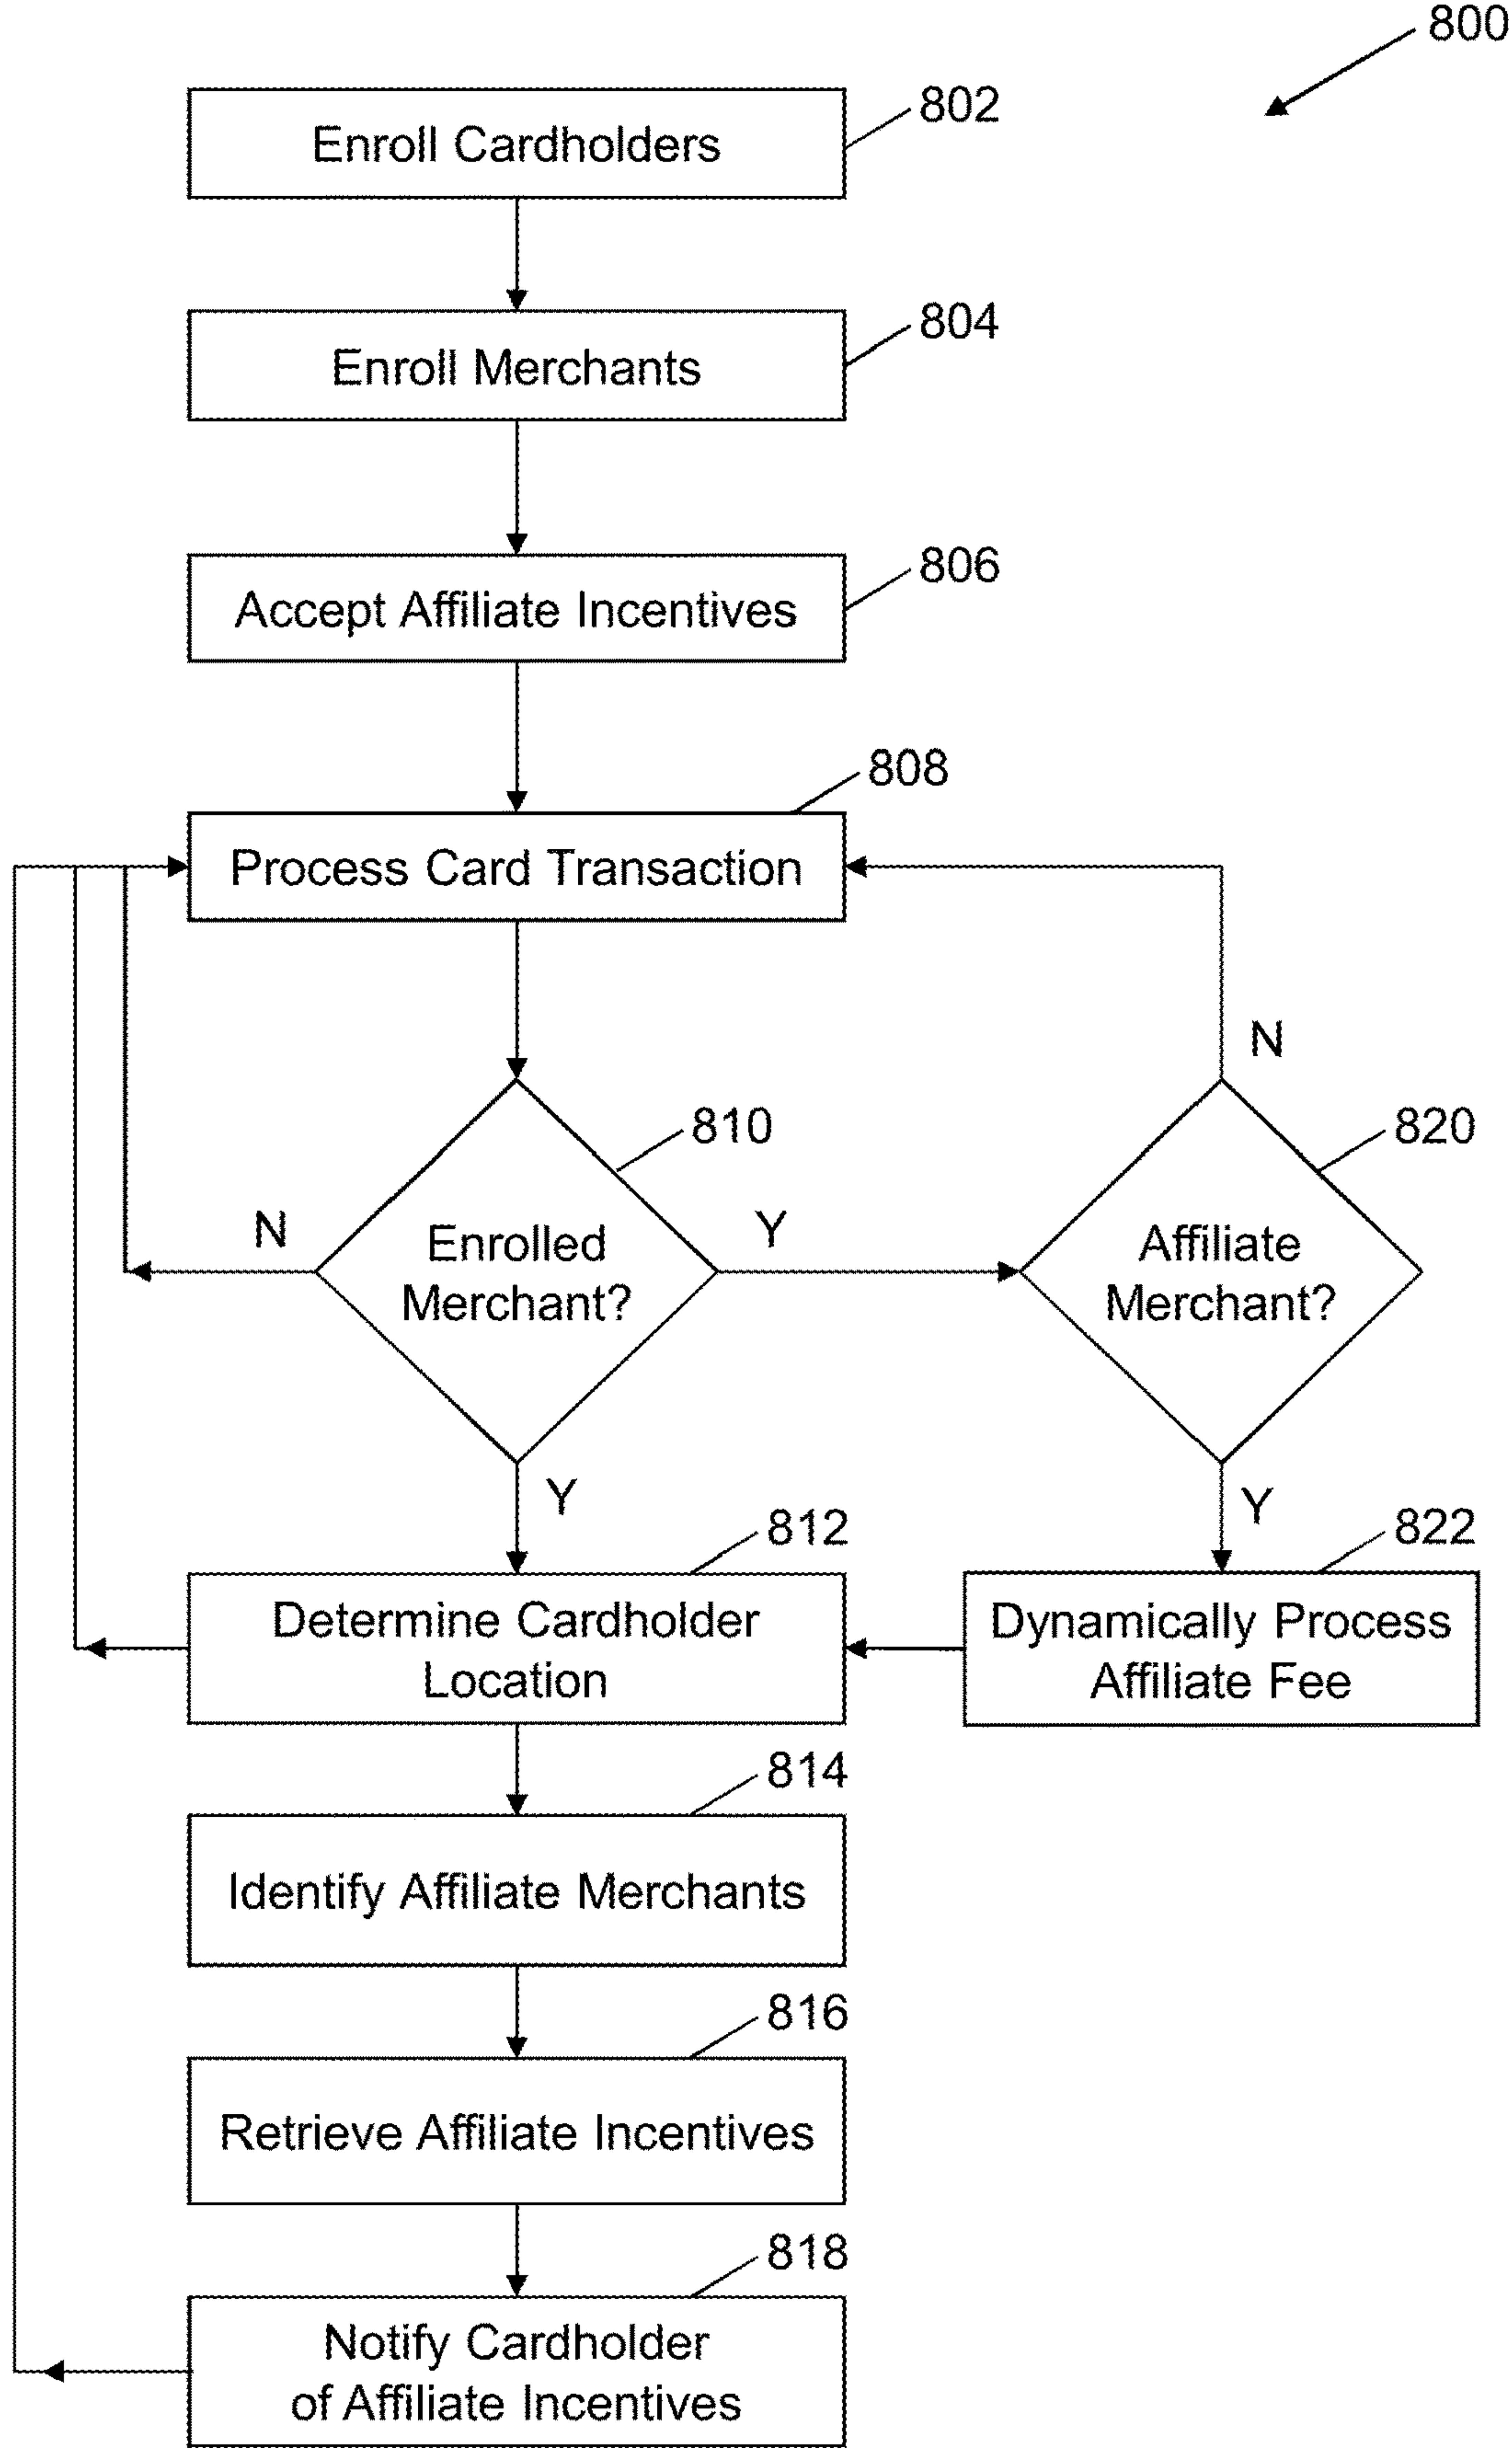 800
802
Enroll Cardholders
804
Enroll Merchants
806
Accept Affiliate Incentives
808
Process Card Transaction
N
810
820
N
Y
Enrolled
Merchant?
Affiliate
Merchant?
Y
Y
812
822
Determine Cardholder
Location
Dynamically Process
Affiliate Fee
814
Identify Affiliate Merchants
816
Retrieve Affiliate Incentives
818
Notify Cardholder
of Affiliate Incentives